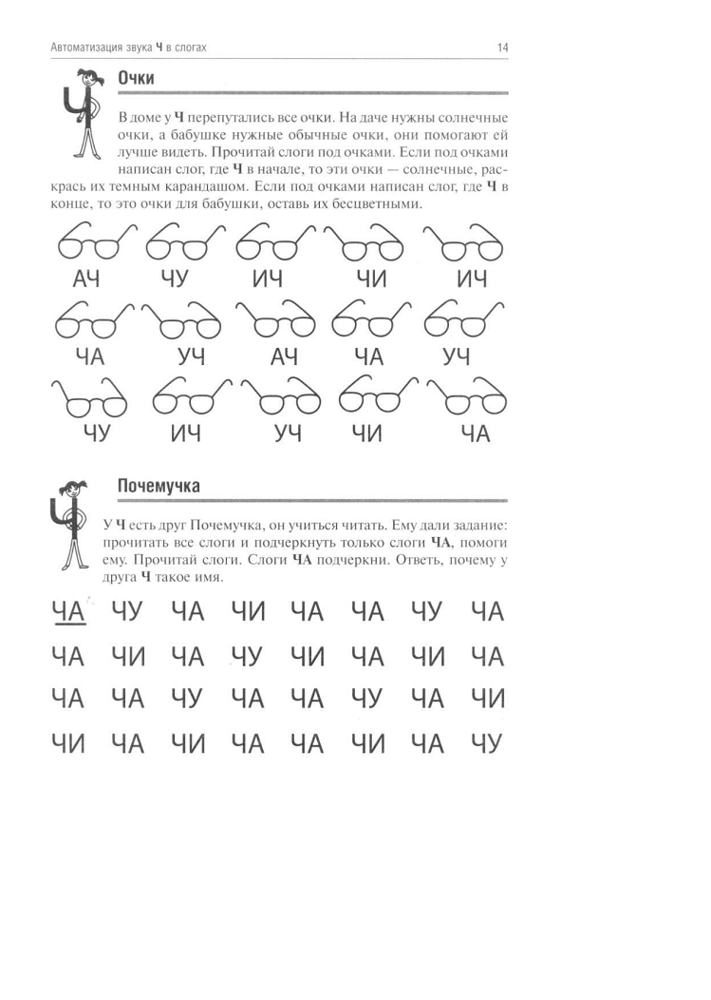 Автоматизация звука Ч в слогах 14
Очки
В доме у Ч перепутались все очки. На даче нужны солнечные
очки, а бабушке нужные обычные очки, они помогают ей
лучше видеть. Прочитай слоги под очками. Если под очками
написан слог, где Ч в начале, то эти очки — солнечные, рас-
крась их темным карандашом. Если под очками написан слог, где Ч в
конце, то это очки для бабушки, оставь их бесцветными.
АЧ ЧУ ИЧ ЧИ ИЧ
ЧА УЧ АЧ ЧА УЧ
ЧУ ИЧ УЧ ЧИ ЧА
Ч
Почемучка
Ч
У Ч есть друг Почемучка, он учиться читать. Ему дали задание:
прочитать все слоги и подчеркнуть только слоги ЧА, помоги
ему. Прочитай слоги. Слоги ЧА подчеркни. Ответь, почему у
друга Ч такое имя.
ЧА ЧУ ЧА ЧИ ЧА ЧА ЧУ ЧА
ЧА ЧИ ЧА ЧУ ЧИ ЧА ЧИ ЧА
ЧА ЧА ЧУ ЧА ЧА ЧУ ЧА ЧИ
ЧИ ЧА ЧИ ЧА ЧА ЧИ ЧА ЧУ